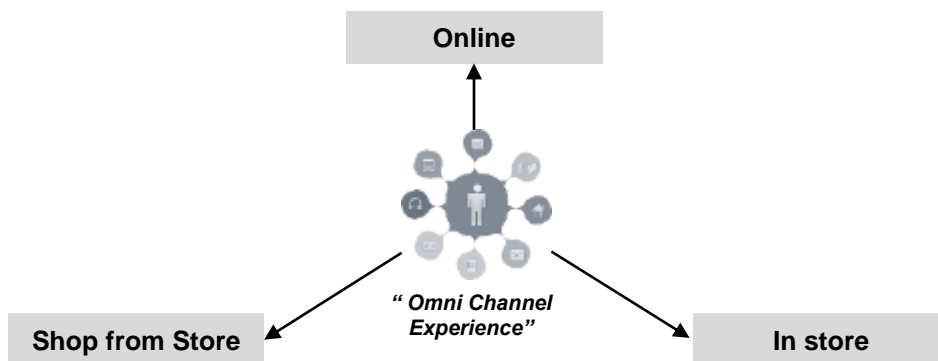 Online
“ Omni Channel
Experience”
Shop from Store
In store